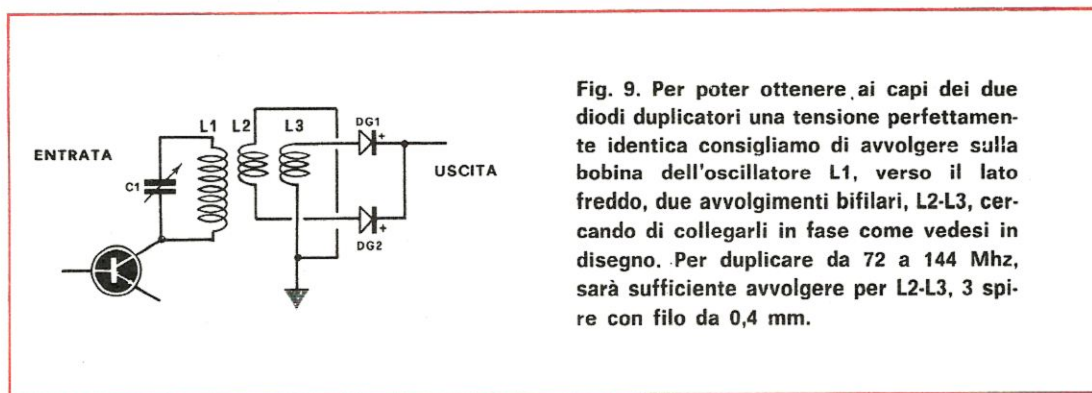 L1 L2 L3 DG1
ENTRATA
+
C1
USCITA
+
DG2
Fig. 9. Per poter ottenere ai capi dei due
diodi duplicatori una tensione perfettamen-
te identica consigliamo di avvolgere sulla
bobina dell'oscillatore L1, verso il lato
freddo, due avvolgimenti bifilari, L2-L3, cer-
cando di collegarli in fase come vedesi in
disegno. Per duplicare da 72 a 144 Mhz,
sarà sufficiente avvolgere per L2-L3, 3 spi-
re con filo da 0,4 mm.